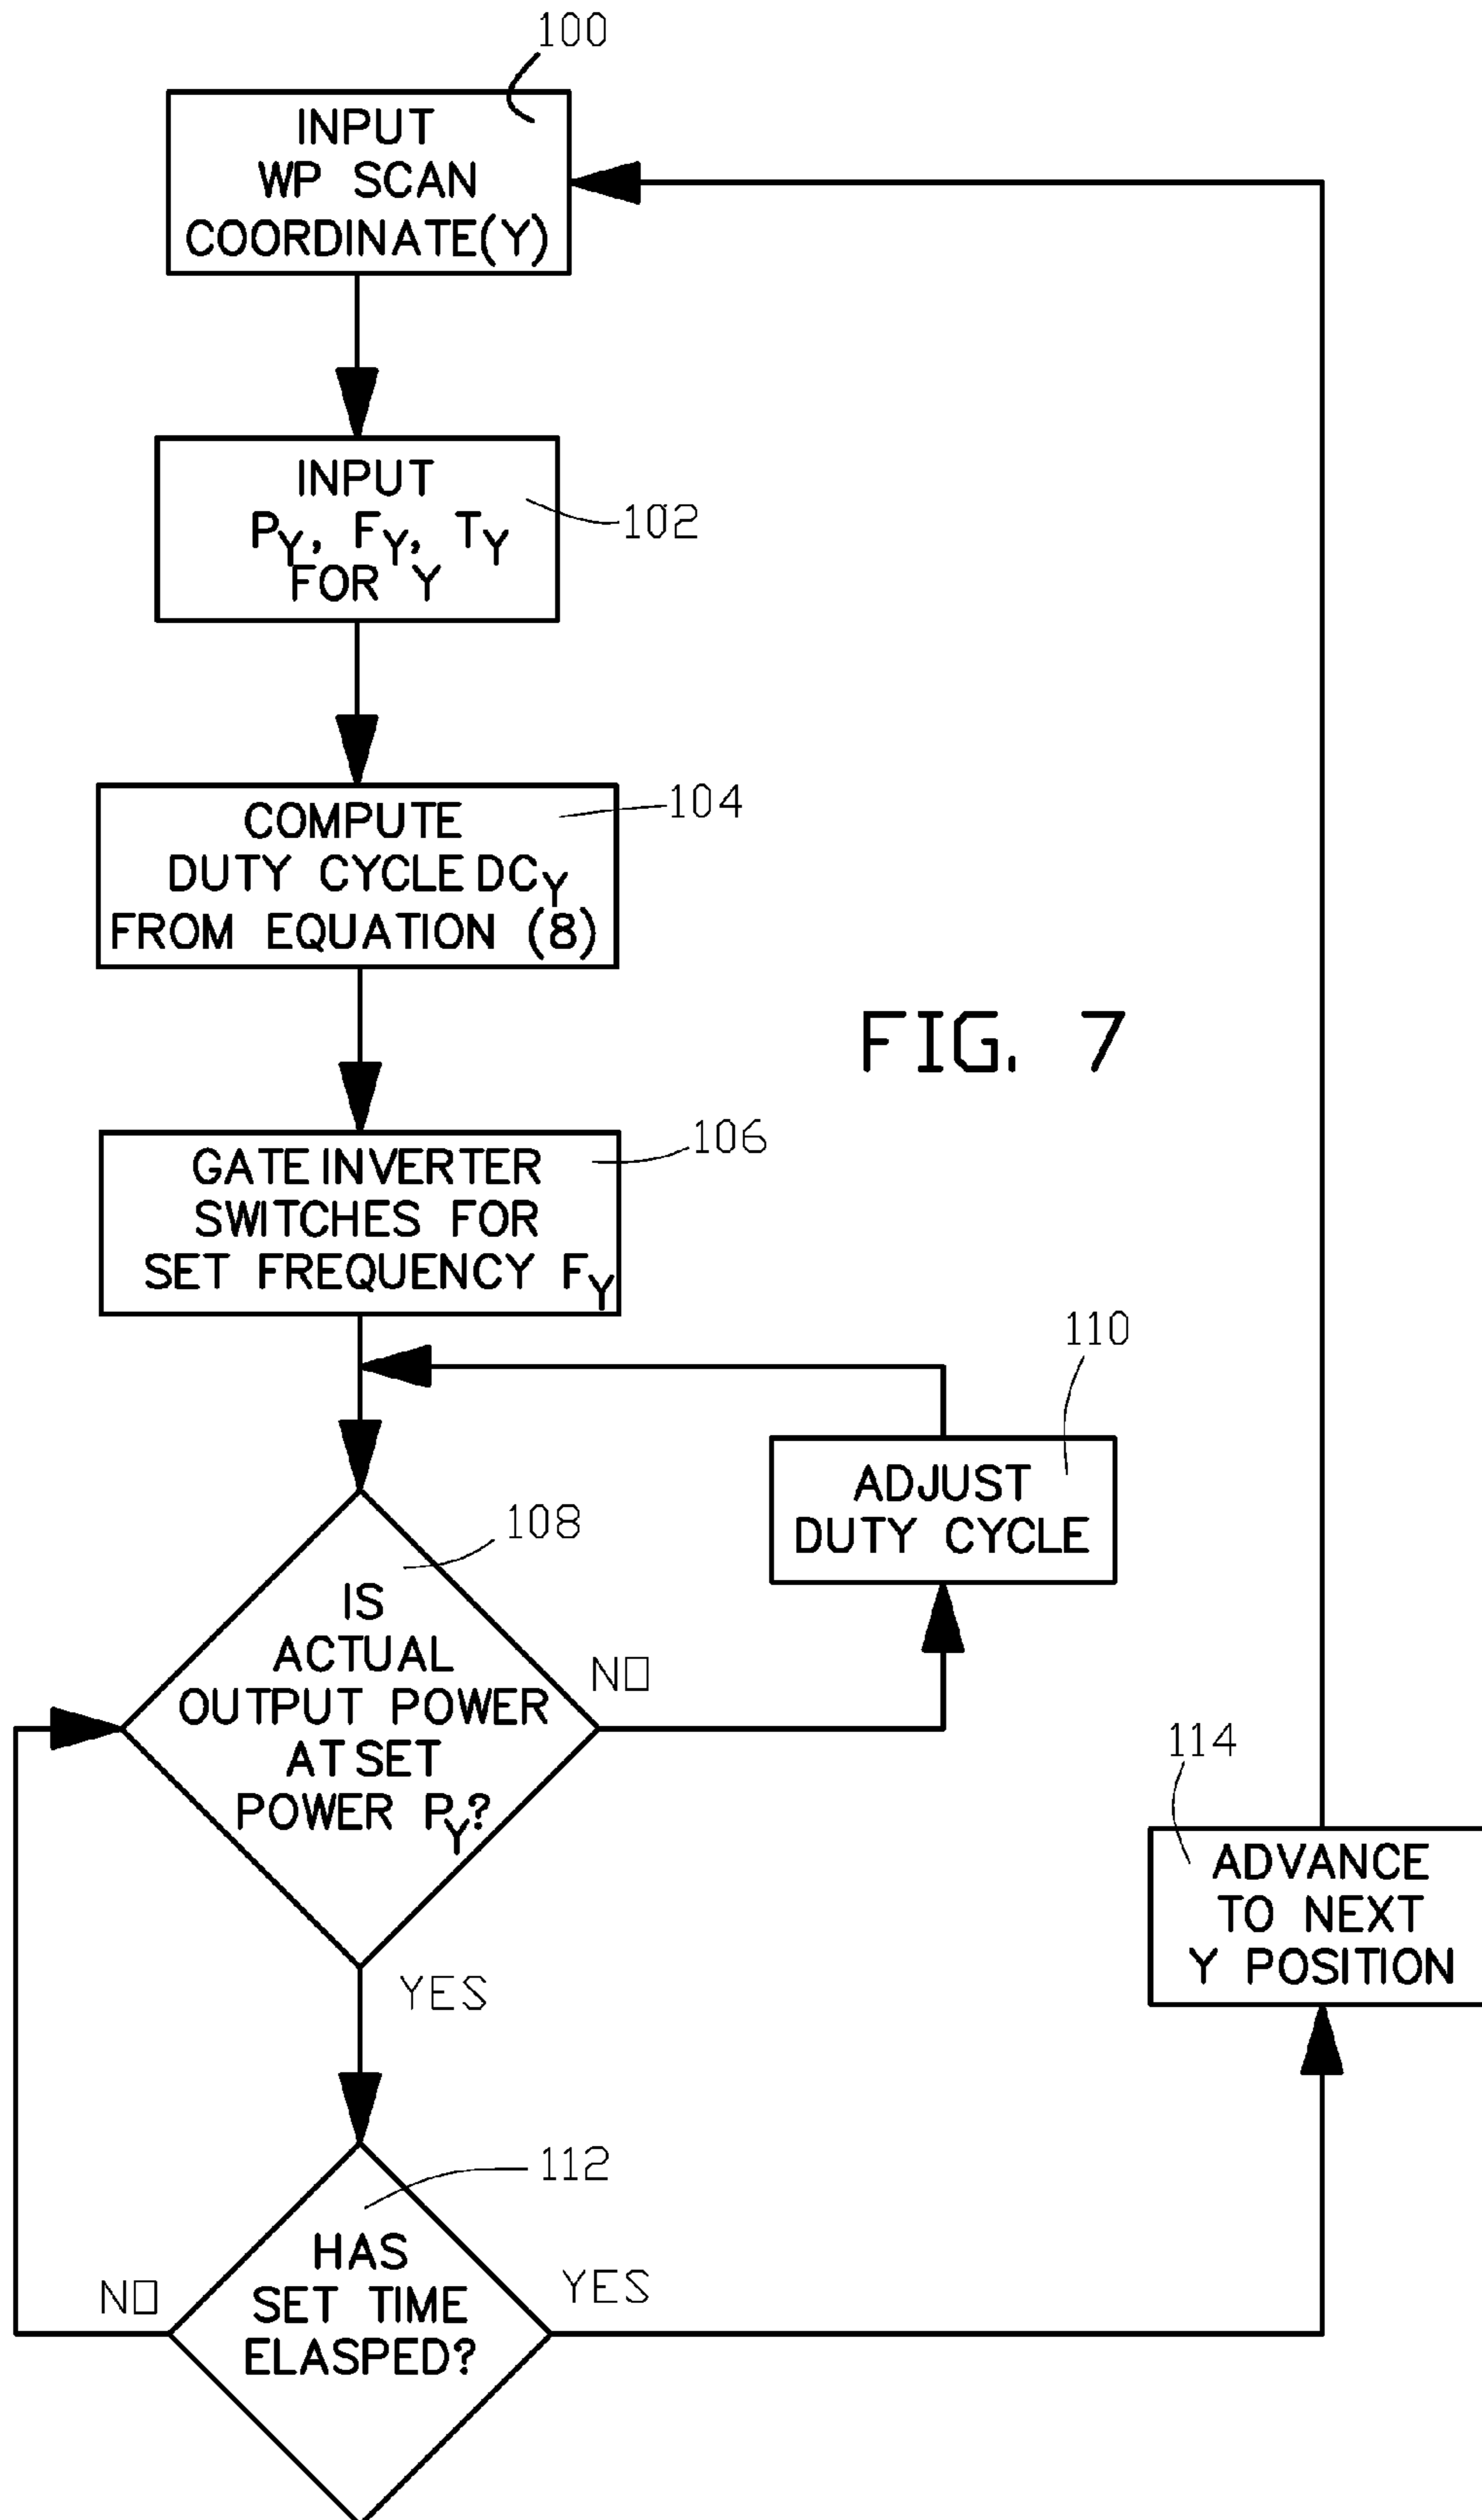 100
INPUT
WP SCAN
COORDINATE(Y)
INPUT
PY, FY, TY
FOR Y
102
104
COMPUTE
DUTY CYCLE DCY
FROM EQUATION (8)
FIG. 7
106
GATE INVERTER
SWITCHES FOR
SET FREQUENCY FY
110
ADJUST
DUTY CYCLE
108
IS
ACTUAL
OUTPUT POWER
AT SET
POWER PY?
NO
YES
114
ADVANCE
TO NEXT
Y POSITION
112
HAS
SET TIME
ELASPED?
NO
YES